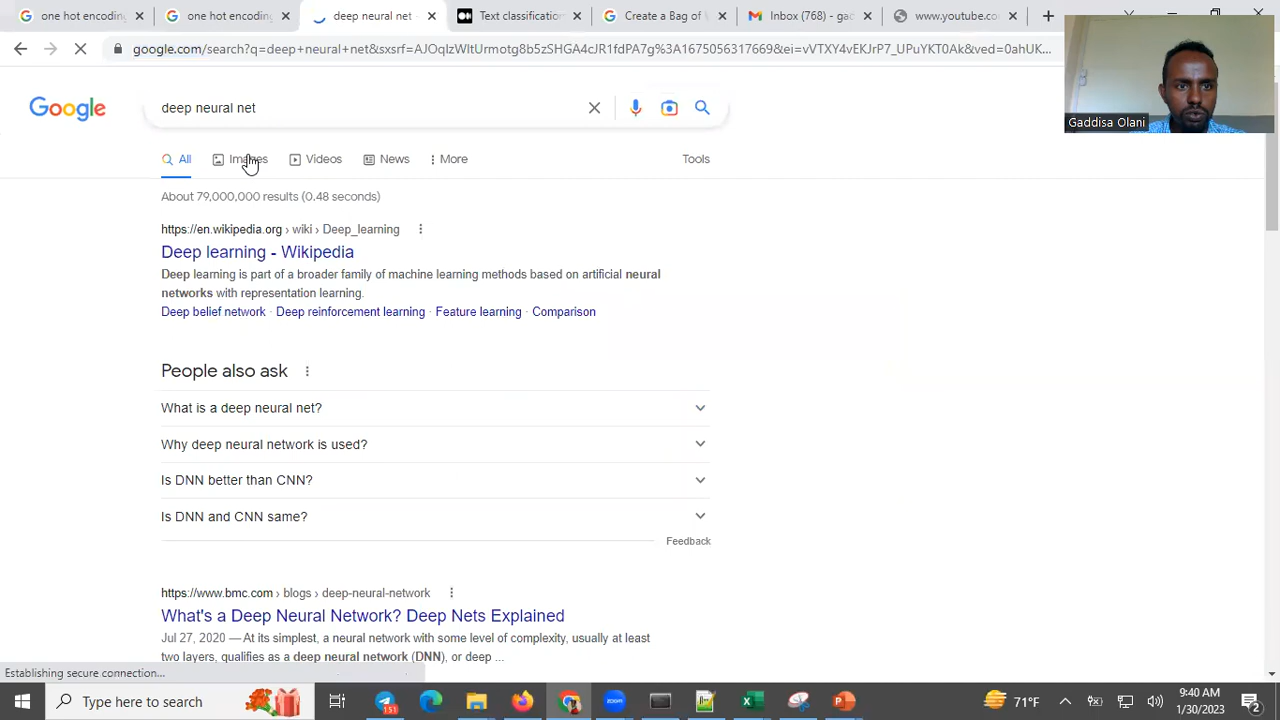 one hot encoding
one hot encoding
deep neural net
Text classification
Create a Bag of W
Inbox (768) - gac
www.youtube.co
google.com/search?q=deep+neural+net&sxsrf=AJOqlzWltUrmotg8b5zSHGA4cJR1fdPA7g%3A1675056317669&ei=vVTXY4vEKJrP7_UPuYKT0Ak&ved=0ahUK...
Gaddisa Olani
Google
deep neural net
All
Images
Videos
News
More
Tools
About 79,000,000 results (0.48 seconds)
https://en.wikipedia.org › wiki › Deep_learning
Deep learning - Wikipedia
Deep learning is part of a broader family of machine learning methods based on artificial neural
networks with representation learning.
Deep belief network · Deep reinforcement learning · Feature learning · Comparison
People also ask
What is a deep neural net?
Why deep neural network is used?
Is DNN better than CNN?
Is DNN and CNN same?
Feedback
https://www.bmc.com › blogs › deep-neural-network
What's a Deep Neural Network? Deep Nets Explained
Jul 27, 2020 — At its simplest, a neural network with some level of complexity, usually at least
two layers, qualifies as a deep neural network (DNN), or deep ...
Establishing secure connection...
Type here to search
151
zoom
71°F
9:40 AM
1/30/2023
2